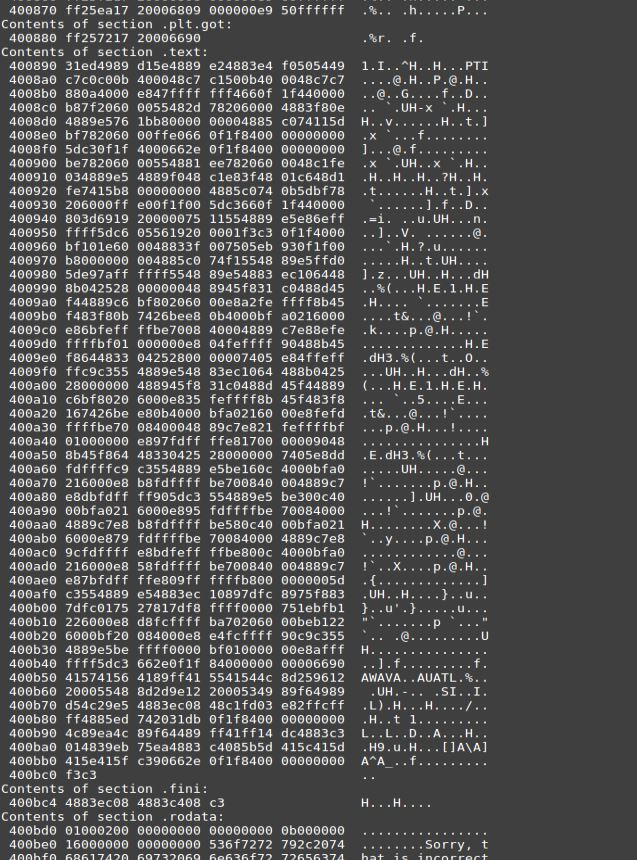 400870 ff25ea17 20006809 000000e9 50ffffff  .%.. .h.....P...
Contents of section .plt.got:
400880 ff257217 20006690                    .%r. .f.
Contents of section .text:
400890 31ed4989 d15e4889 e24883e4 f0505449  1.I..^H..H...PTI
4008a0 c7c0c00b 400048c7 c1500b40 0048c7c7  ....@.H..P.@.H..
4008b0 880a4000 e847ffff fff4660f 1f440000  ..@..G....f..D..
4008c0 b87f2060 0055482d 78206000 4883f80e  .. `.UH-x `.H...
4008d0 4889e576 1bb80000 00004885 c074115d  H..v......H..t.]
4008e0 bf782060 00ffe066 0f1f8400 00000000  .x `...f........
4008f0 5dc30f1f 4000662e 0f1f8400 00000000  ]...@.f.........
400900 be782060 00554881 ee782060 0048c1fe  .x `.UH..x `.H..
400910 034889e5 4889f048 c1e83f48 01c648d1  .H..H..H..?H..H.
400920 fe7415b8 00000000 4885c074 0b5dbf78  .t......H..t.].x
400930 206000ff e00f1f00 5dc3660f 1f440000   `......].f..D..
400940 803d6919 20000075 11554889 e5e86eff  .=i. ..u.UH...n.
400950 ffff5dc6 05561920 0001f3c3 0f1f4000  ..]..V. ......@.
400960 bf101e60 0048833f 007505eb 930f1f00  ...`.H.?.u......
400970 b8000000 004885c0 74f15548 89e5ffd0  .....H..t.UH....
400980 5de97aff ffff5548 89e54883 ec106448  ].z...UH..H...dH
400990 8b042528 00000048 8945f831 c0488d45  ..%(...H.E.1.H.E
4009a0 f44889c6 bf802060 00e8a2fe ffff8b45  .H.... `.......E
4009b0 f483f80b 7426bee8 0b4000bf a0216000  ....t&...@...!`.
4009c0 e86bfeff ffbe7008 40004889 c7e88efe  .k....p.@.H.....
4009d0 ffffbf01 000000e8 04feffff 90488b45  .............H.E
4009e0 f8644833 04252800 00007405 e84ffeff  .dH3.%(...t..O..
4009f0 ffc9c355 4889e548 83ec1064 488b0425  ...UH..H...dH..%
400a00 28000000 488945f8 31c0488d 45f44889  (...H.E.1.H.E.H.
400a10 c6bf8020 6000e835 feffff8b 45f483f8  ... `..5....E...
400a20 167426be e80b4000 bfa02160 00e8fefd  .t&...@...!`....
400a30 ffffbe70 08400048 89c7e821 feffffbf  ...p.@.H...!....
400a40 01000000 e897fdff ffe81700 00009048  ...............H
400a50 8b45f864 48330425 28000000 7405e8dd  .E.dH3.%(...t...
400a60 fdffffc9 c3554889 e5be160c 4000bfa0  .....UH.....@...
400a70 216000e8 b8fdffff be700840 004889c7  !`.......p.@.H..
400a80 e8dbfdff ff905dc3 554889e5 be300c40  ......].UH...0.@
400a90 00bfa021 6000e895 fdffffbe 70084000  ...!`.......p.@.
400aa0 4889c7e8 b8fdffff be580c40 00bfa021  H........X.@...!
400ab0 6000e879 fdffffbe 70084000 4889c7e8  `..y....p.@.H...
400ac0 9cfdffff e8bdfeff ffbe800c 4000bfa0  ............@...
400ad0 216000e8 58fdffff be700840 004889c7  !`..X....p.@.H..
400ae0 e87bfdff ffe809ff ffffb800 0000005d  .{.............]
400af0 c3554889 e54883ec 10897dfc 8975f883  .UH..H....}..u..
400b00 7dfc0175 27817df8 ffff0000 751ebfb1  }..u'.}.....u...
400b10 226000e8 d8fcffff ba702060 00beb122  "`.......p `..."
400b20 6000bf20 084000e8 e4fcffff 90c9c355  `.. .@.........U
400b30 4889e5be ffff0000 bf010000 00e8afff  H...............
400b40 ffff5dc3 662e0f1f 84000000 00006690  ..].f.........f.
400b50 41574156 4189ff41 5541544c 8d259612  AWAVA..AUATL.%..
400b60 20005548 8d2d9e12 20005349 89f64989   .UH.-.. .SI..I.
400b70 d54c29e5 4883ec08 48c1fd03 e82ffcff  .L).H...H..../..
400b80 ff4885ed 742031db 0f1f8400 00000000  .H..t 1.........
400b90 4c89ea4c 89f64489 ff41ff14 dc4883c3  L..L..D..A...H..
400ba0 014839eb 75ea4883 c4085b5d 415c415d  .H9.u.H...[]A\A]
400bb0 415e415f c390662e 0f1f8400 00000000  A^A_..f.........
400bc0 f3c3                                 ..
Contents of section .fini:
400bc4 4883ec08 4883c408 c3                 H...H....
Contents of section .rodata:
400bd0 01000200 00000000 00000000 0b000000  ................
400be0 16000000 536f7272 792c2074  ........Sorry, t
400bf0 68617420 69732069 6e636f72 72656374  hat is incorrect